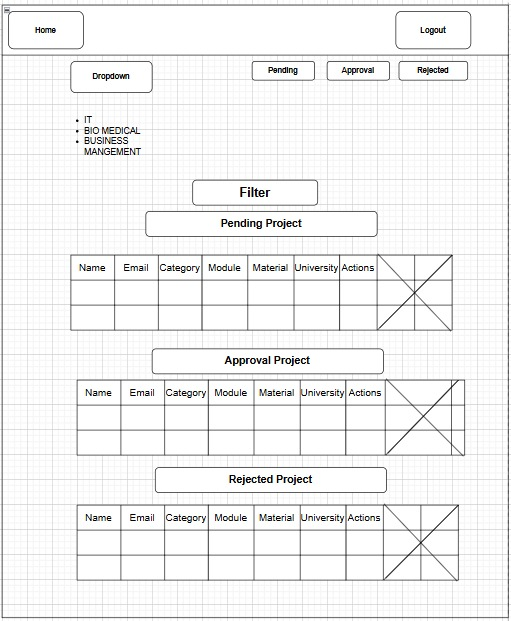 Home
Logout
Dropdown
Pending
Approval
Rejected
IT
BIO MEDICAL
BUSINESS
MANGEMENT
Filter
Pending Project
Name Email Category Module Material University Actions
Approval Project
Name Email Category Module Material University Actions
Rejected Project
Name Email Category Module Material University Actions